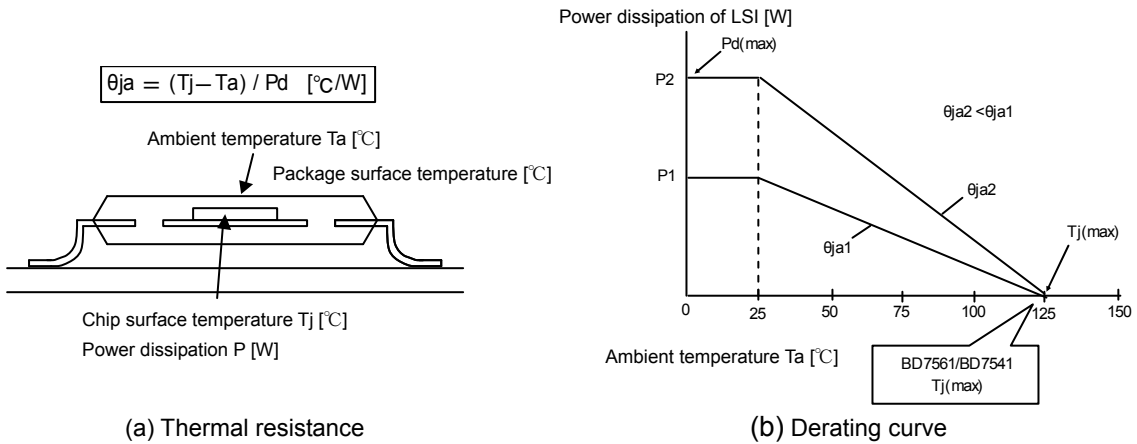 θja = (Tj－Ta) / Pd [℃/W]
Ambient temperature Ta [℃]
Package surface temperature [℃]
Chip surface temperature Tj [℃]
Power dissipation P [W]
(a) Thermal resistance
Power dissipation of LSI [W]
Pd(max)
P2
θja2 <θja1
P1
θja2
θja1
Tj(max)
0 25 50 75 100 125 150
Ambient temperature Ta [℃]
BD7561/BD7541
Tj(max)
(b) Derating curve